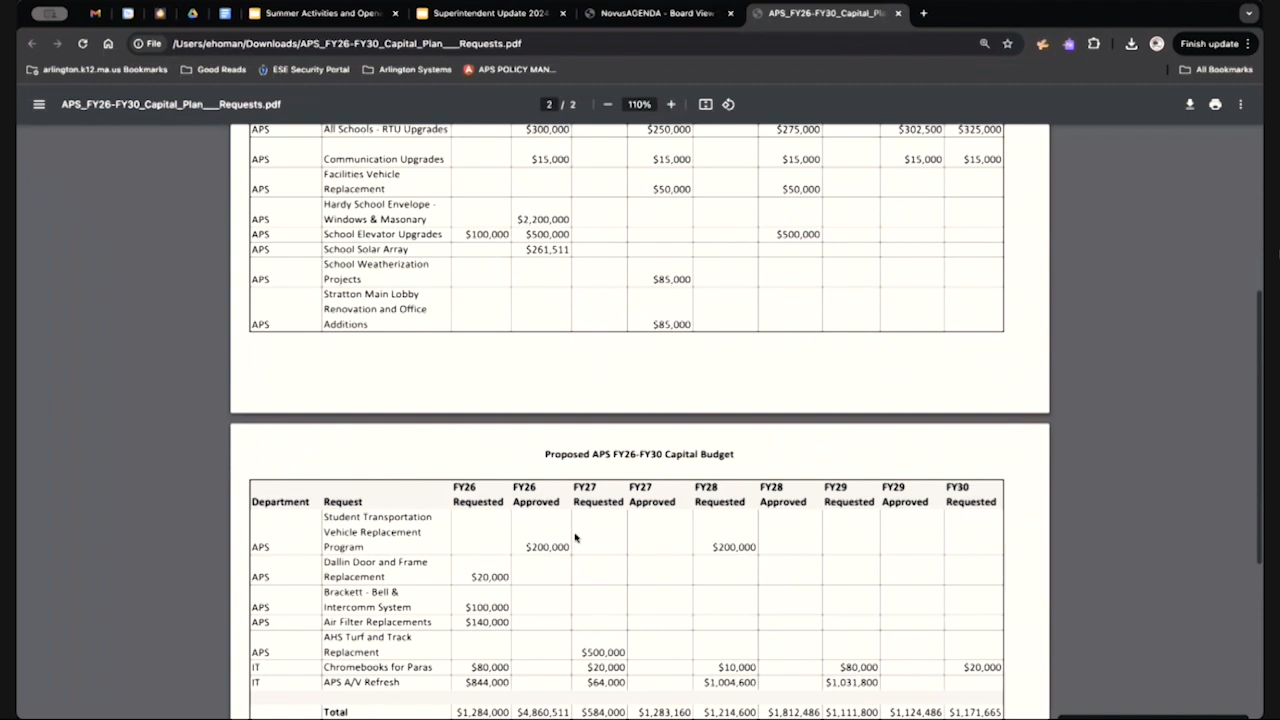 Summer Activities and Open
Superintendent Update 2024
NovusAGENDA - Board View
APS_FY26-FY30_Capital_Pla
File
/Users/ehoman/Downloads/APS_FY26-FY30_Capital_Plan___Requests.pdf
Finish update
arlington.k12.ma.us Bookmarks
Good Reads
ESE Security Portal
Arlington Systems
APS POLICY MAN...
All Bookmarks
APS_FY26-FY30_Capital_Plan___Requests.pdf
2 / 2
110%
APS All Schools - RTU Upgrades $300,000 $250,000 $275,000 $302,500 $325,000
APS Communication Upgrades $15,000 $15,000 $15,000 $15,000 $15,000
Facilities Vehicle
APS Replacement $50,000 $50,000
Hardy School Envelope -
APS Windows & Masonary $2,200,000
APS School Elevator Upgrades $100,000 $500,000 $500,000
APS School Solar Array $261,511
School Weatherization
APS Projects $85,000
Stratton Main Lobby
Renovation and Office
APS Additions $85,000
Proposed APS FY26-FY30 Capital Budget
FY26 FY26 FY27 FY27 FY28 FY28 FY29 FY29 FY30
Department Request Requested Approved Requested Approved Requested Approved Requested Approved Requested
Student Transportation
Vehicle Replacement
APS Program $200,000 $200,000
Dallin Door and Frame
APS Replacement $20,000
Brackett - Bell &
APS Intercomm System $100,000
APS Air Filter Replacements $140,000
AHS Turf and Track
APS Replacment $500,000
IT Chromebooks for Paras $80,000 $20,000 $10,000 $80,000 $20,000
IT APS A/V Refresh $844,000 $64,000 $1,004,600 $1,031,800
Total $1,284,000 $4,860,511 $584,000 $1,283,160 $1,214,600 $1,812,486 $1,111,800 $1,124,486 $1,171,665